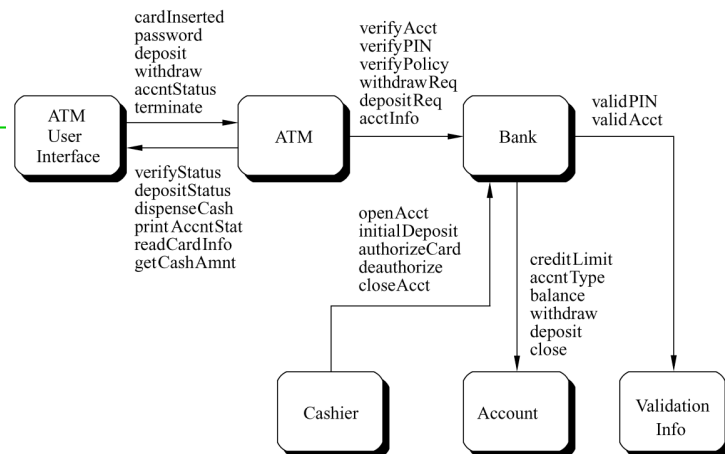 cardInserted
password
deposit
withdraw
accntStatus
terminate
verifyAcct
verifyPIN
verifyPolicy
withdrawReq
depositReq
acctInfo
validPIN
validAcct
ATM
User
Interface
ATM
Bank
verifyStatus
depositStatus
dispenseCash
printAccntStat
readCardInfo
getCashAmnt
openAcct
initialDeposit
authorizeCard
deauthorize
closeAcct
creditLimit
accntType
balance
withdraw
deposit
close
Cashier
Account
Validation
Info